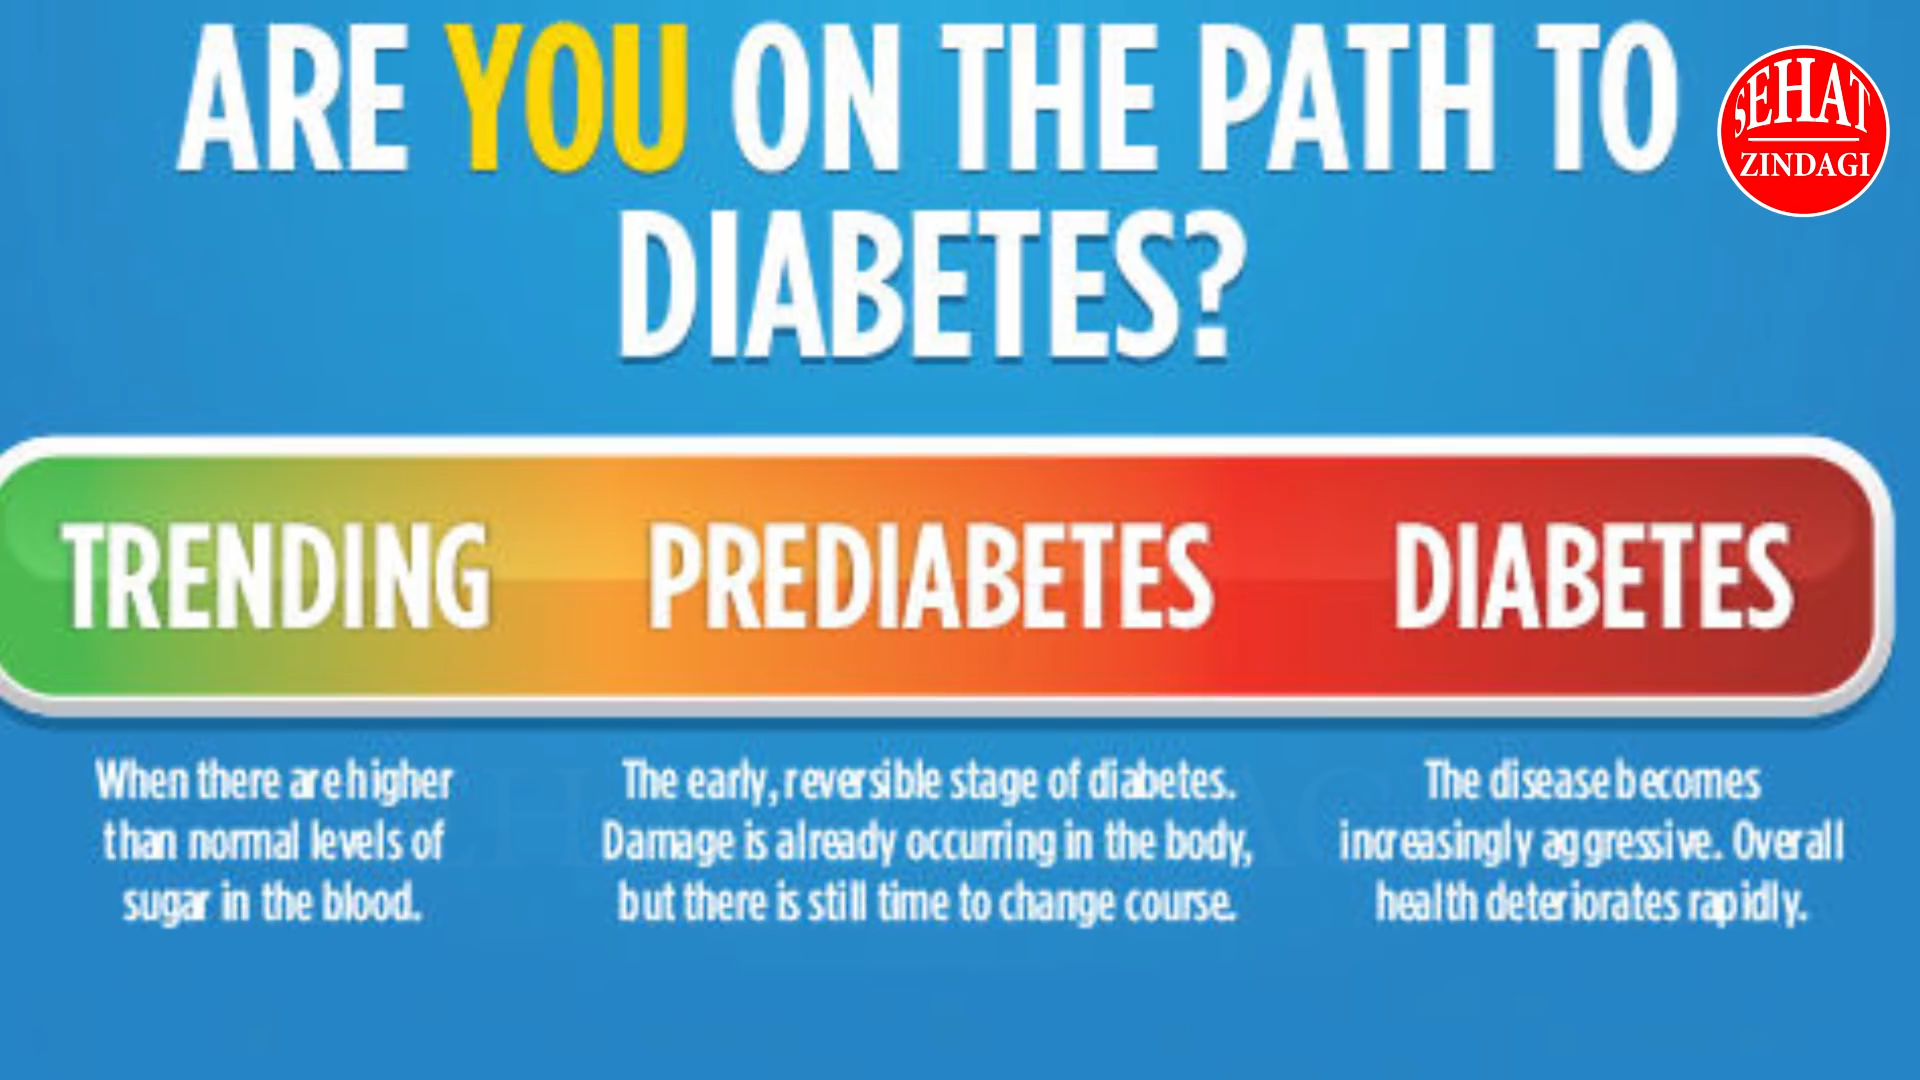 ARE YOU ON THE PATH TO
DIABETES?
SEHAT
ZINDAGI
TRENDING PREDIABETES DIABETES
When there are higher
than normal levels of
sugar in the blood.
The early, reversible stage of diabetes.
Damage is already occurring in the body,
but there is still time to change course.
The disease becomes
increasingly aggressive. Overall
health deteriorates rapidly.